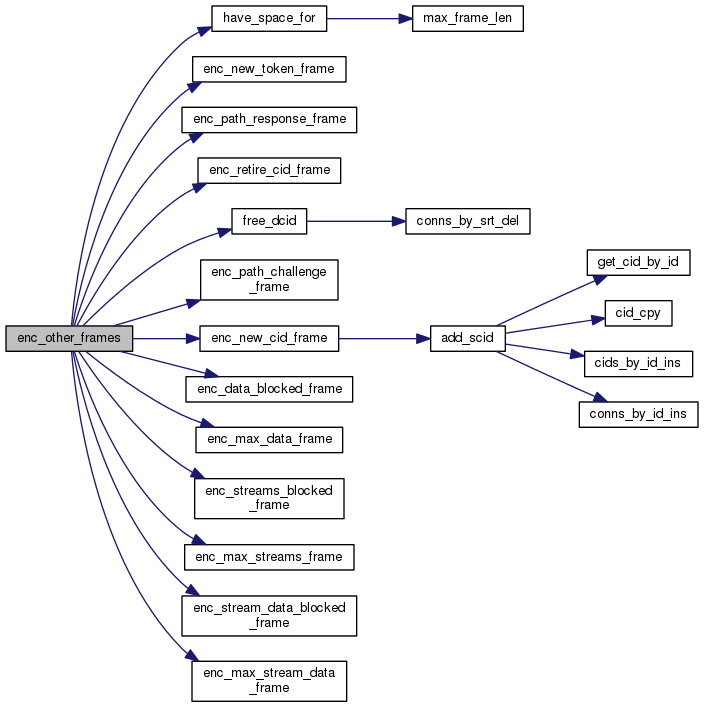 have_space_for
max_frame_len
enc_new_token_frame
enc_path_response_frame
enc_retire_cid_frame
free_dcid
conns_by_srt_del
get_cid_by_id
enc_path_challenge
_frame
cid_cpy
enc_other_frames
enc_new_cid_frame
add_scid
cids_by_id_ins
enc_data_blocked_frame
conns_by_id_ins
enc_max_data_frame
enc_streams_blocked
_frame
enc_max_streams_frame
enc_stream_data_blocked
_frame
enc_max_stream_data
_frame